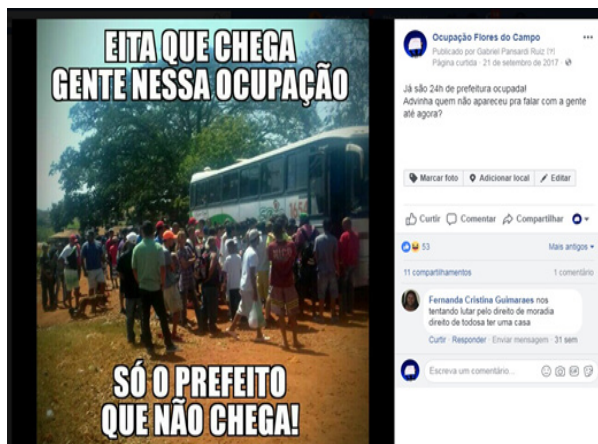 EITA QUE CHEGA
GENTE NESSA OCUPAÇÃO
SÓ O PREFEITO
QUE NÃO CHEGA!
Ocupação Flores do Campo
Publicado por Gabriel Pansardi Ruiz [?]
Página curtida · 21 de setembro de 2017 ·
Já são 24h de prefeitura ocupada!
Advinha quem não apareceu pra falar com a gente
até agora?
Marcar foto Adicionar local Editar
Curtir Comentar Compartilhar
53 Mais antigos
11 compartilhamentos 1 comentário
Fernanda Cristina Guimaraes nos
tentando lutar pelo direito de moradia
direito de todosa ter uma casa
Curtir · Responder · Enviar mensagem · 31 sem
Escreva um comentário...